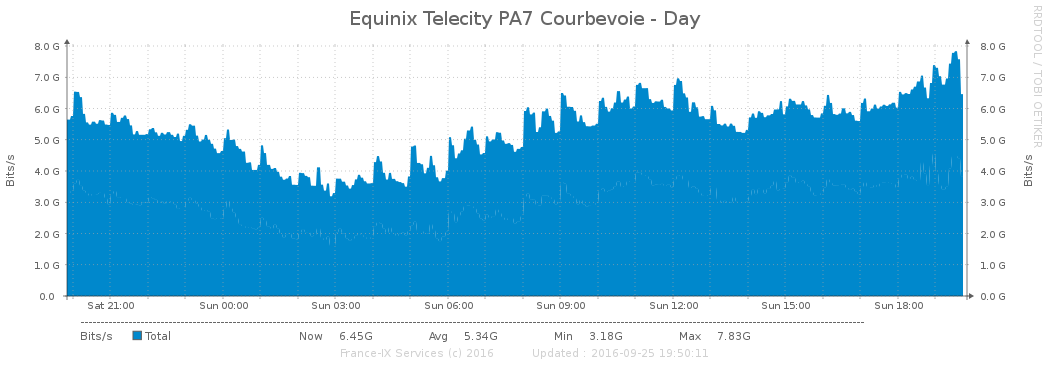 Equinix Telecity PA7 Courbevoie - Day
RRDTOOL / TOBI OETIKER
Bits/s
8.0 G
7.0 G
6.0 G
5.0 G
4.0 G
3.0 G
2.0 G
1.0 G
0.0
8.0 G
7.0 G
6.0 G
5.0 G
4.0 G
3.0 G
2.0 G
1.0 G
0.0 G
Bits/s
Sat 21:00 Sun 00:00 Sun 03:00 Sun 06:00 Sun 09:00 Sun 12:00 Sun 15:00 Sun 18:00
Bits/s Total Now 6.45G Avg 5.34G Min 3.18G Max 7.83G
France-IX Services (c) 2016 Updated : 2016-09-25 19:50:11